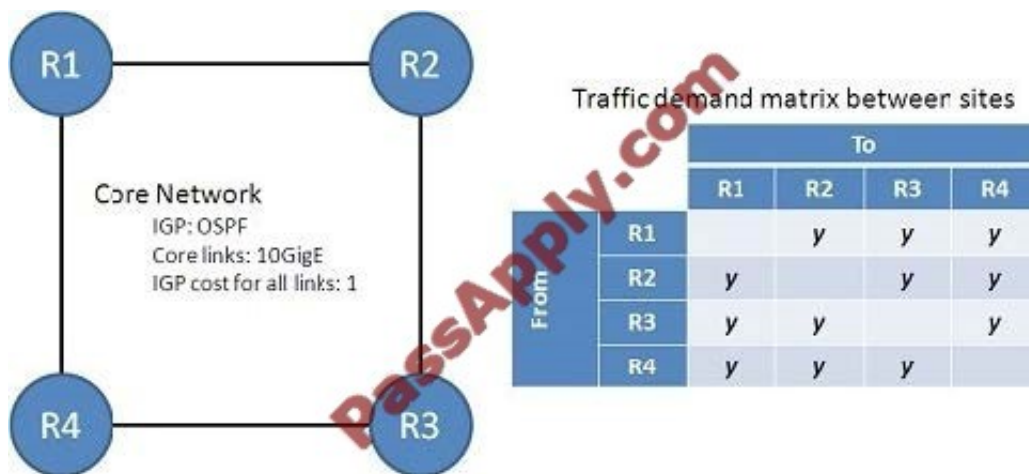 R1
R2
Core Network
IGP: OSPF
Core links: 10GigE
IGP cost for all links: 1
R4
R3
Traffic demand matrix between sites
To
R1 R2 R3 R4
From
R1 y y y
R2 y y y
R3 y y y
R4 y y y
PassApply.com